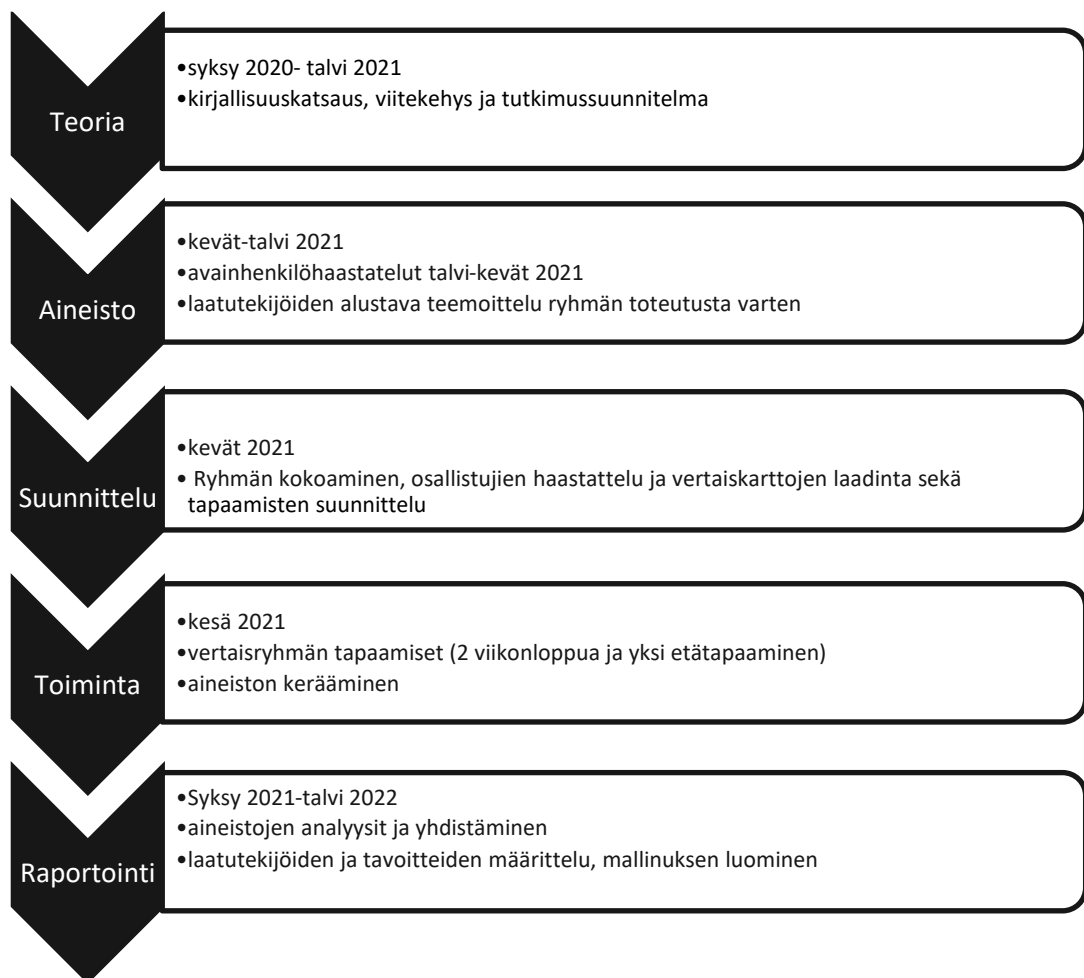 Teoria
•syksy 2020- talvi 2021
•kirjallisuuskatsaus, viitekehys ja tutkimussuunnitelma
Aineisto
•kevät-talvi 2021
•avainhenkilöhaastatelut talvi-kevät 2021
•laatutekijöiden alustava teemoittelu ryhmän toteutusta varten
Suunnittelu
•kevät 2021
• Ryhmän kokoaminen, osallistujien haastattelu ja vertaiskarttojen laadinta sekä
tapaamisten suunnittelu
Toiminta
•kesä 2021
•vertaisryhmän tapaamiset (2 viikonloppua ja yksi etätapaaminen)
•aineiston kerääminen
Raportointi
•Syksy 2021-talvi 2022
•aineistojen analyysit ja yhdistäminen
•laatutekijöiden ja tavoitteiden määrittelu, mallinuksen luominen